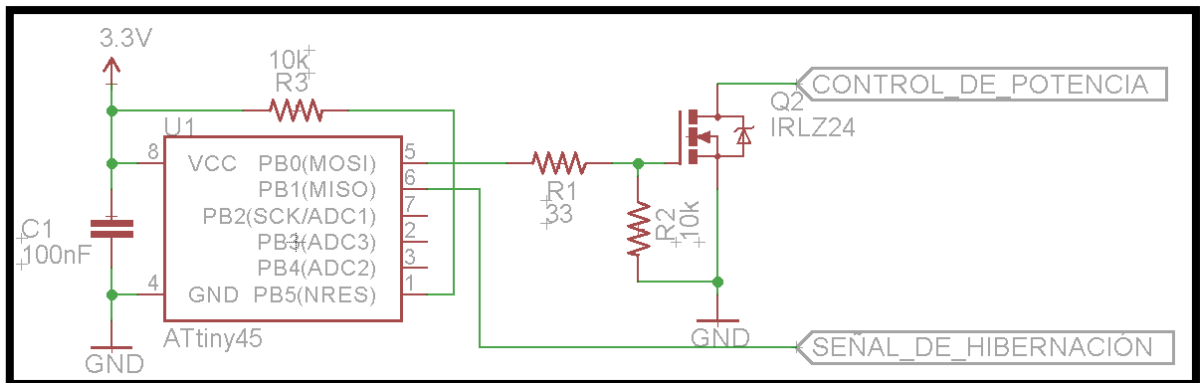 3.3V
10k
R3
U1
8
VCC
PB0(MOSI)
5
PB1(MISO)
6
PB2(SCK/ADC1)
7
PB3(ADC3)
2
PB4(ADC2)
3
4
GND
PB5(NRES)
1
ATtiny45
C1
100nF
GND
R1
33
R2
10k
Q2
IRLZ24
GND
CONTROL_DE_POTENCIA
SEÑAL_DE_HIBERNACIÓN